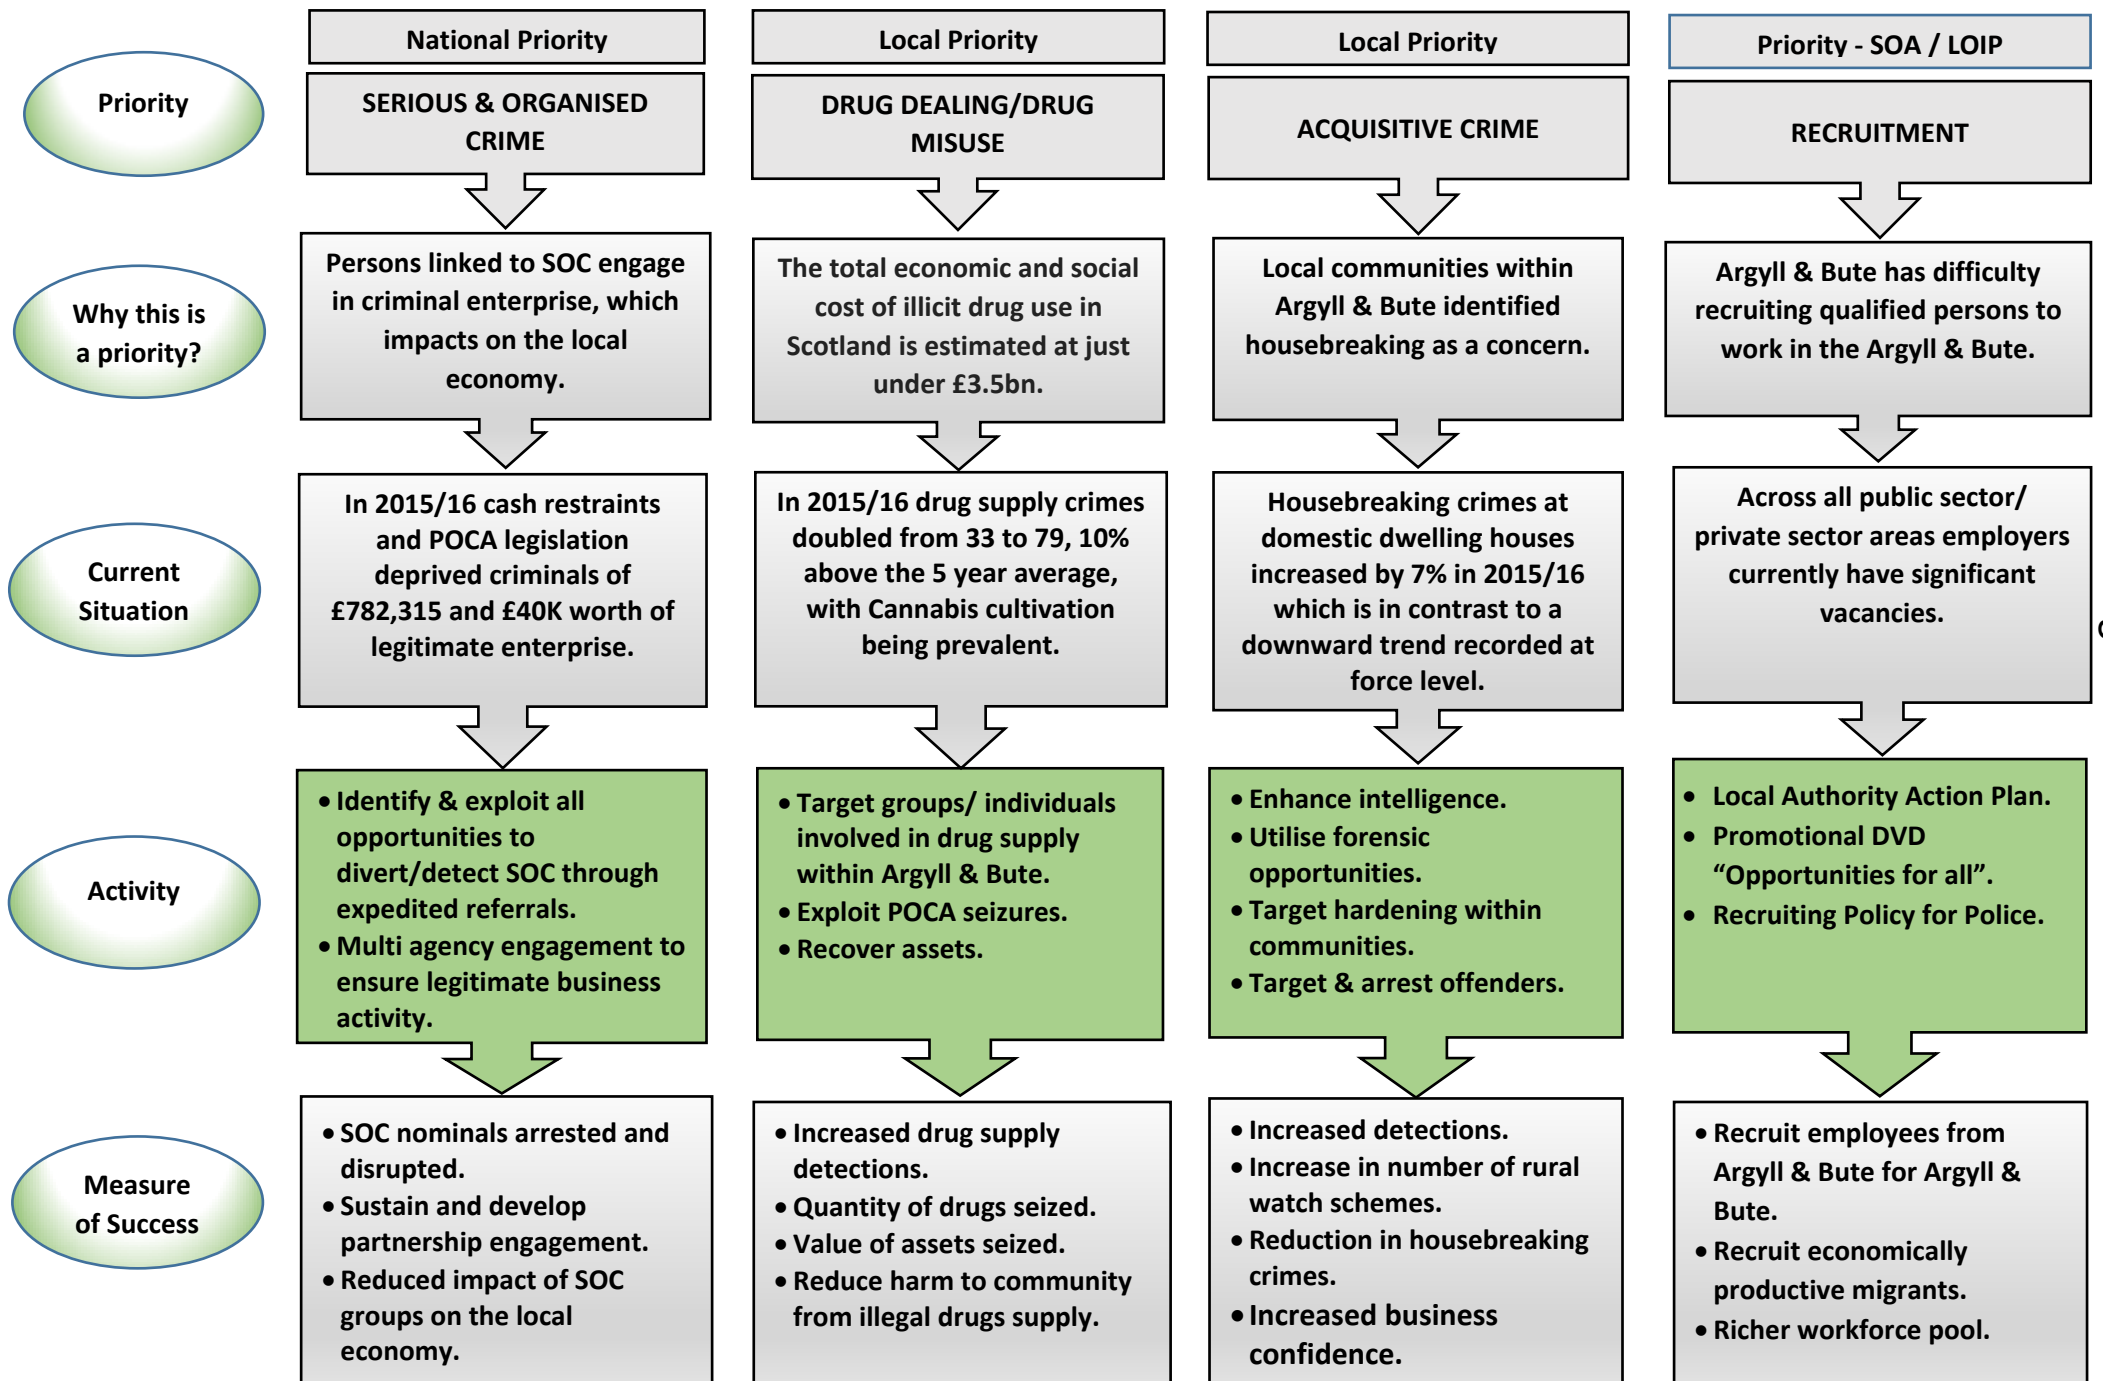 Priority
National Priority
SERIOUS & ORGANISED
CRIME
Local Priority
DRUG DEALING/DRUG
MISUSE
Local Priority
ACQUISITIVE CRIME
Priority - SOA / LOIP
RECRUITMENT
Why this is
a priority?
Persons linked to SOC engage
in criminal enterprise, which
impacts on the local
economy.
The total economic and social
cost of illicit drug use in
Scotland is estimated at just
under £3.5bn.
Local communities within
Argyll & Bute identified
housebreaking as a concern.
Argyll & Bute has difficulty
recruiting qualified persons to
work in the Argyll & Bute.
Current
Situation
In 2015/16 cash restraints
and POCA legislation
deprived criminals of
£782,315 and £40K worth of
legitimate enterprise.
In 2015/16 drug supply crimes
doubled from 33 to 79, 10%
above the 5 year average,
with Cannabis cultivation
being prevalent.
Housebreaking crimes at
domestic dwelling houses
increased by 7% in 2015/16
which is in contrast to a
downward trend recorded at
force level.
Across all public sector/
private sector areas employers
currently have significant
vacancies.
Activity
• Identify & exploit all
opportunities to
divert/detect SOC through
expedited referrals.
• Multi agency engagement to
ensure legitimate business
activity.
• Target groups/ individuals
involved in drug supply
within Argyll & Bute.
• Exploit POCA seizures.
• Recover assets.
• Enhance intelligence.
• Utilise forensic
opportunities.
• Target hardening within
communities.
• Target & arrest offenders.
• Local Authority Action Plan.
• Promotional DVD
“Opportunities for all”.
• Recruiting Policy for Police.
Measure
of Success
• SOC nominals arrested and
disrupted.
• Sustain and develop
partnership engagement.
• Reduced impact of SOC
groups on the local
economy.
• Increased drug supply
detections.
• Quantity of drugs seized.
• Value of assets seized.
• Reduce harm to community
from illegal drugs supply.
• Increased detections.
• Increase in number of rural
watch schemes.
• Reduction in housebreaking
crimes.
• Increased business
confidence.
• Recruit employees from
Argyll & Bute for Argyll &
Bute.
• Recruit economically
productive migrants.
• Richer workforce pool.